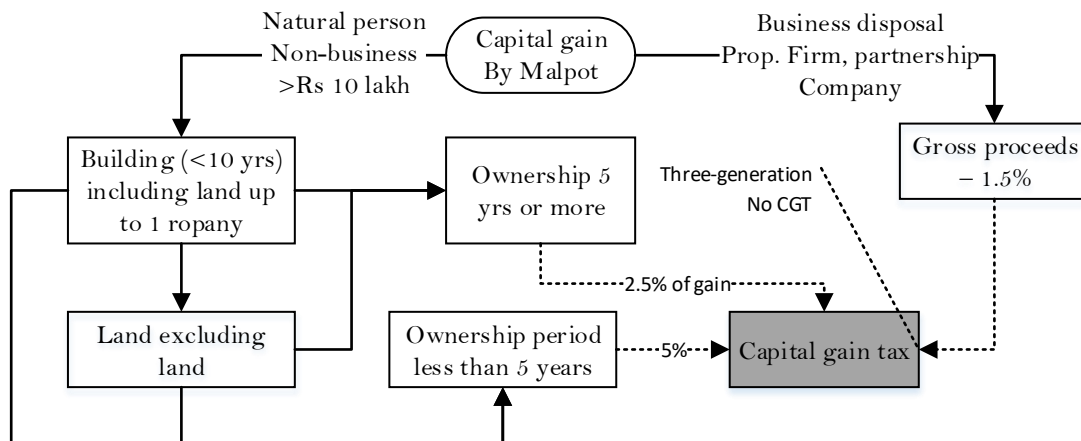 Natural person
Non-business
>Rs 10 lakh
Capital gain
By Malpot
Business disposal
Prop. Firm, partnership
Company
Building (<10 yrs)
including land up
to 1 ropany
Ownership 5
yrs or more
Three-generation
No CGT
Gross proceeds
– 1.5%
2.5% of gain
Land excluding
land
Ownership period
less than 5 years
5%
Capital gain tax